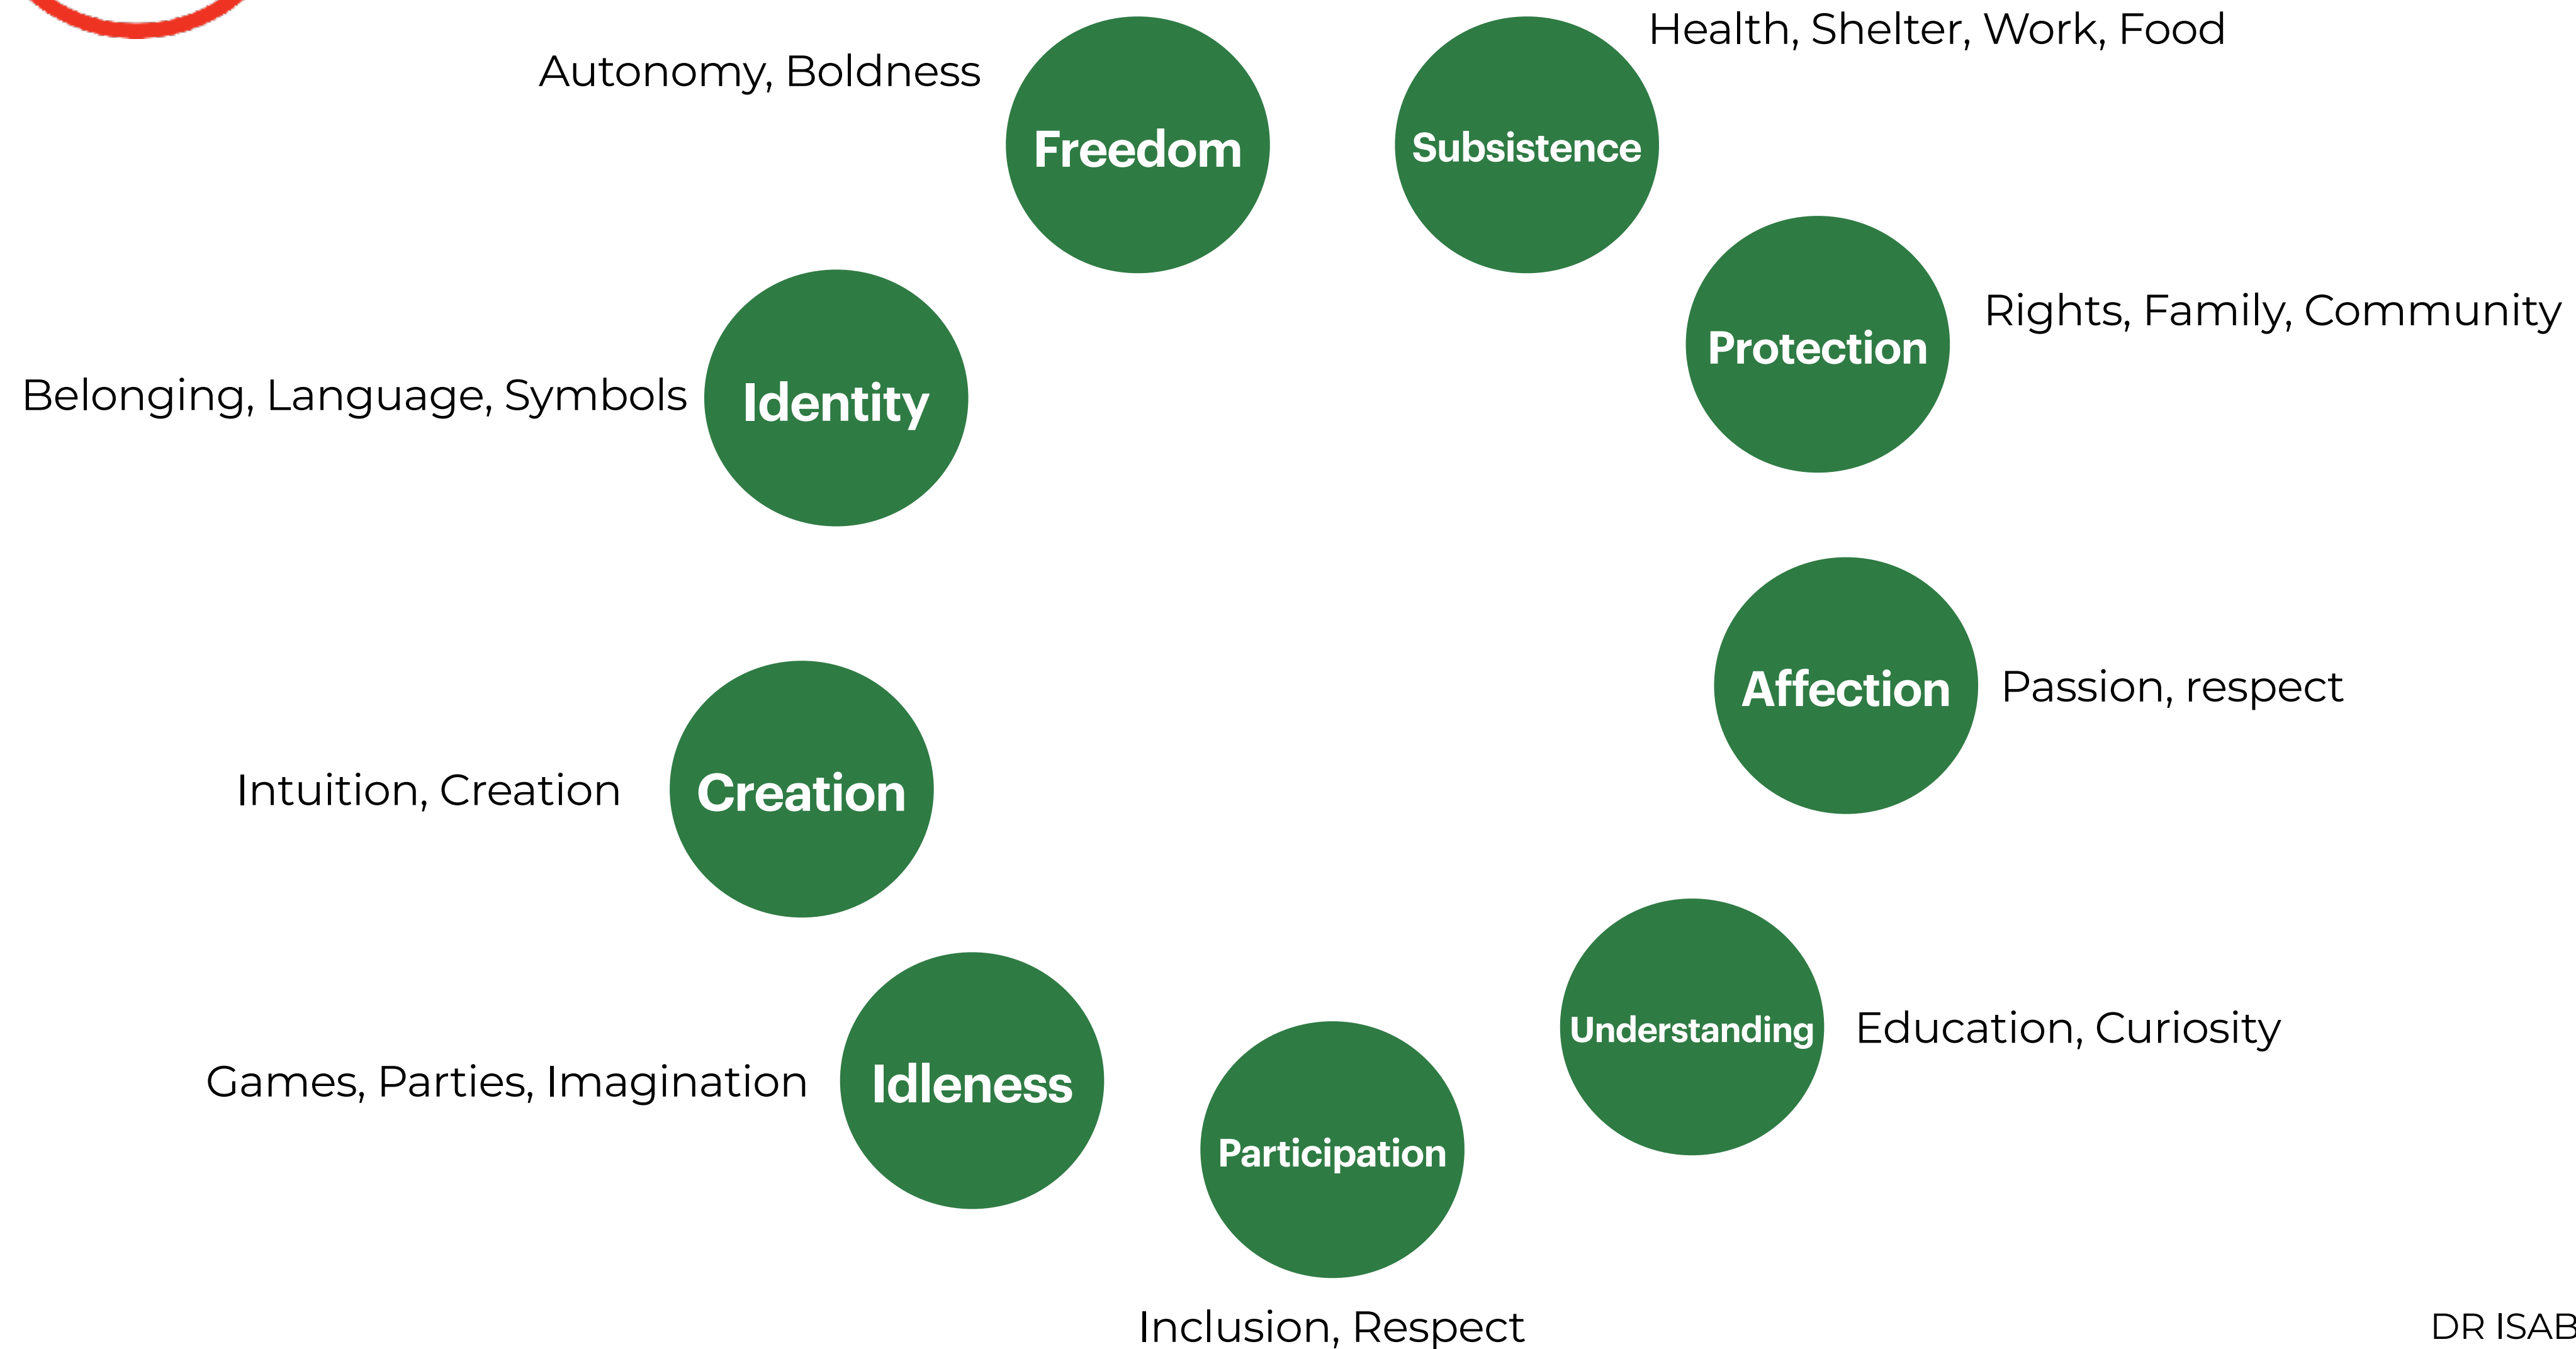 Health, Shelter, Work, Food
Autonomy, Boldness
Freedom
Subsistence
Rights, Family, Community
Protection
Belonging, Language, Symbols
Identity
Affection
Passion, respect
Intuition, Creation
Creation
Understanding
Education, Curiosity
Games, Parties, Imagination
Idleness
Participation
Inclusion, Respect
DR ISAB